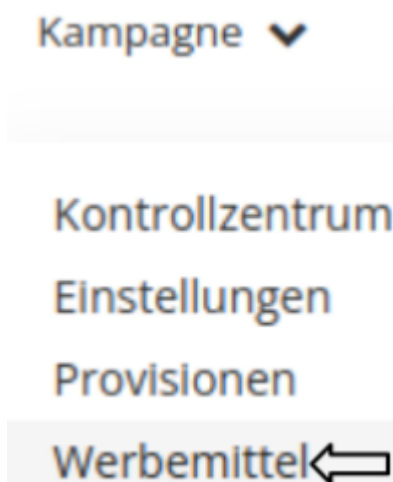 Kampagne
Kontrollzentrum
Einstellungen
Provisionen
Werbemittel